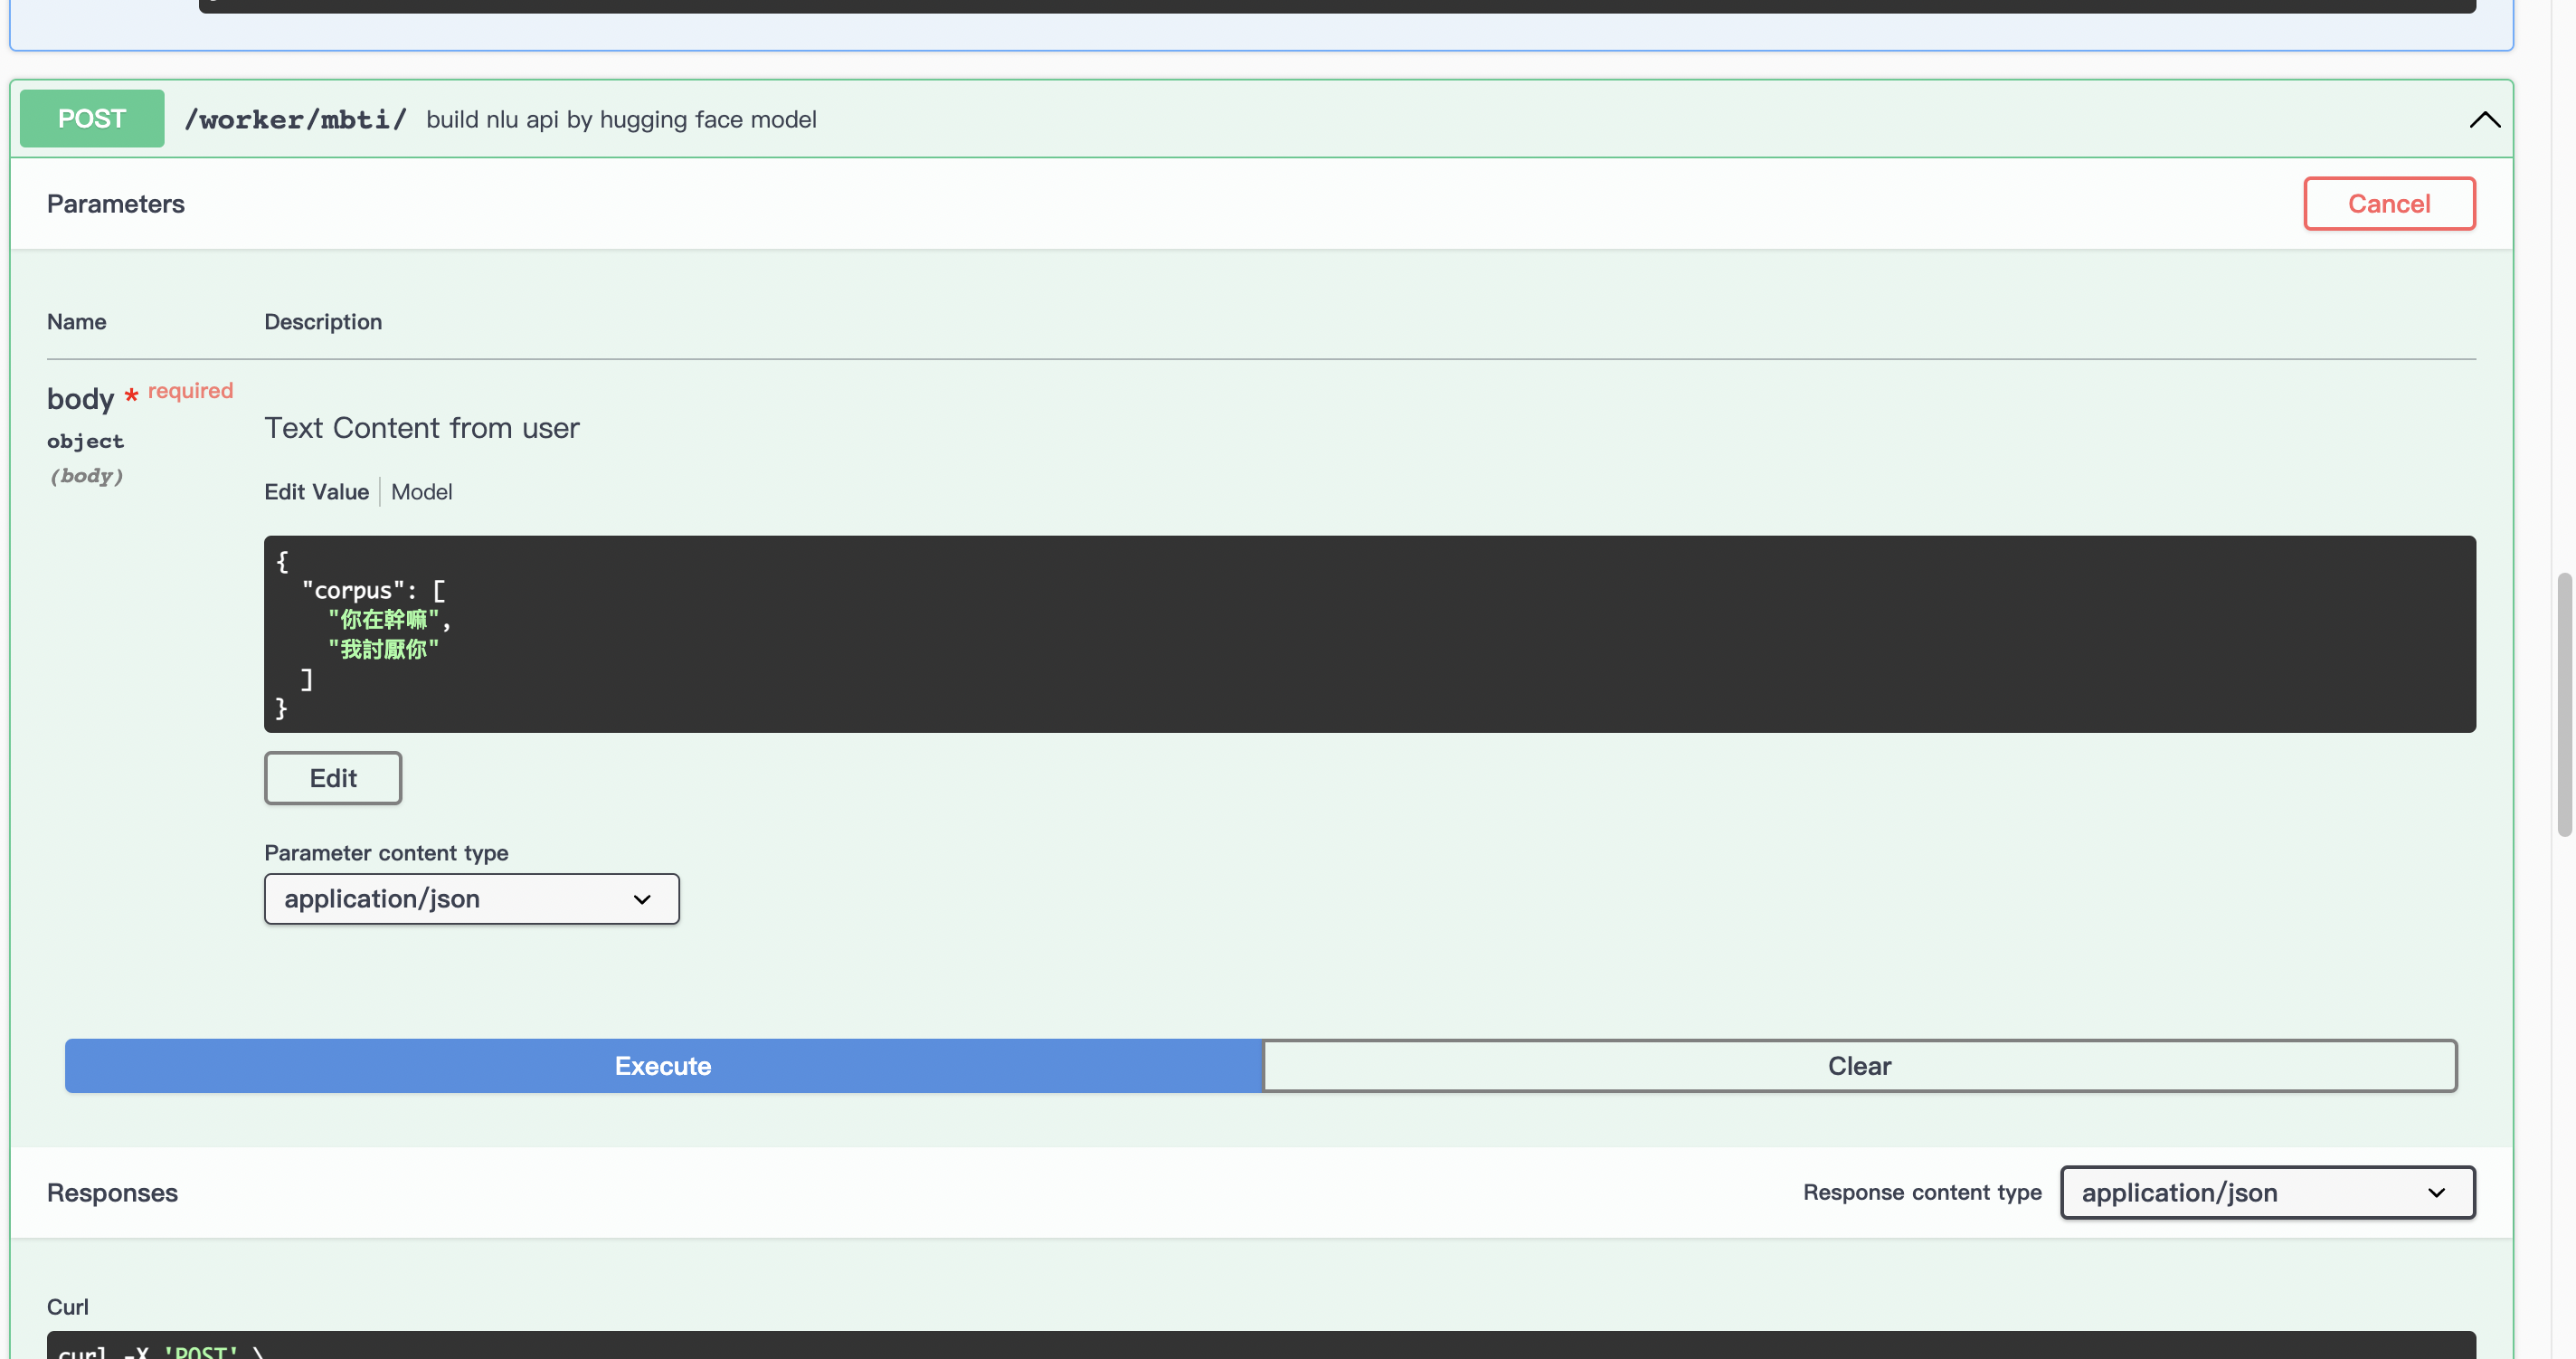 POST /worker/mbti/ build nlu api by hugging face model
Parameters
Cancel
Name Description
body * required
object
(body)
Text Content from user
Edit Value | Model
{
"corpus": [
"你在幹嘛",
"我討厭你"
]
}
Edit
Parameter content type
application/json
Execute
Clear
Responses
Response content type
application/json
Curl
curl -X 'POST' \